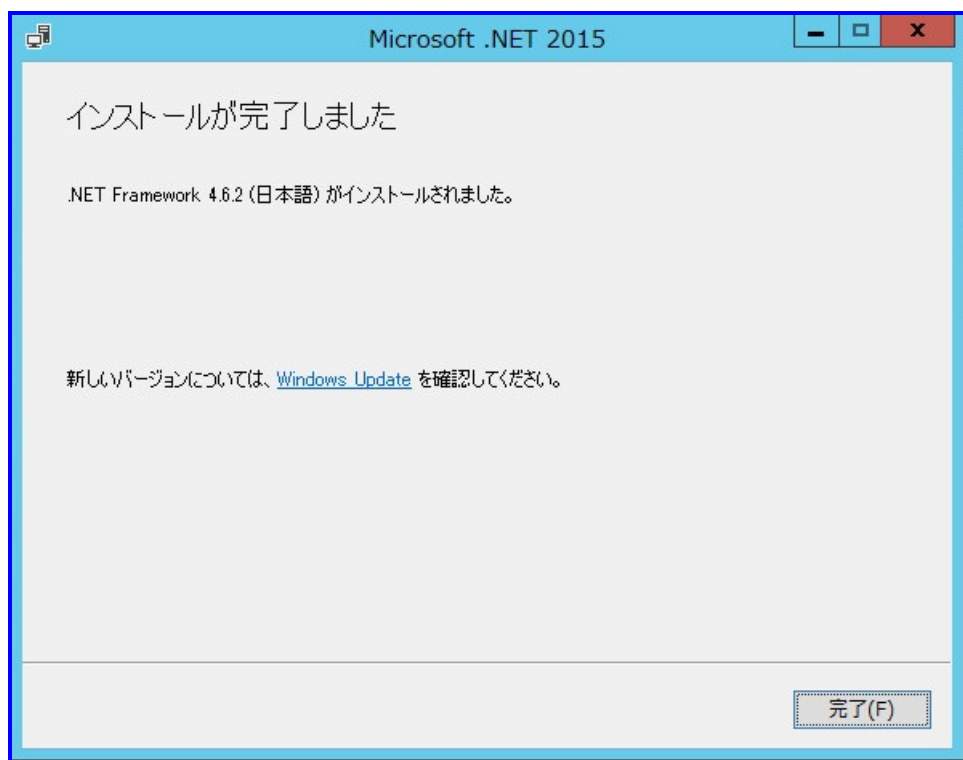 Microsoft .NET 2015
インストールが完了しました
.NET Framework 4.6.2 (日本語) がインストールされました。
新しいバージョンについては、Windows Update を確認してください。
完了(F)